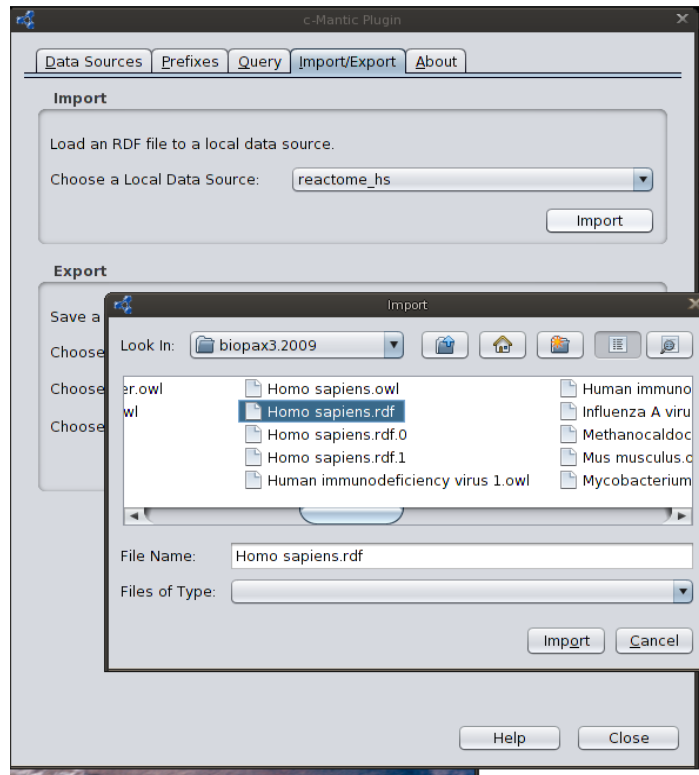 c-Mantic Plugin
Data Sources Prefixes Query Import/Export About
Import
Load an RDF file to a local data source.
Choose a Local Data Source: reactome_hs
Import
Export
Save a
Choose
Choose
Choose
Import
Look In: biopax3.2009
er.owl Homo sapiens.owl Human immuno
wl Homo sapiens.rdf Influenza A viru
Homo sapiens.rdf.0 Methanocaldoc
Homo sapiens.rdf.1 Mus musculus.o
Human immunodeficiency virus 1.owl Mycobacterium
File Name: Homo sapiens.rdf
Files of Type:
Import Cancel
Help Close